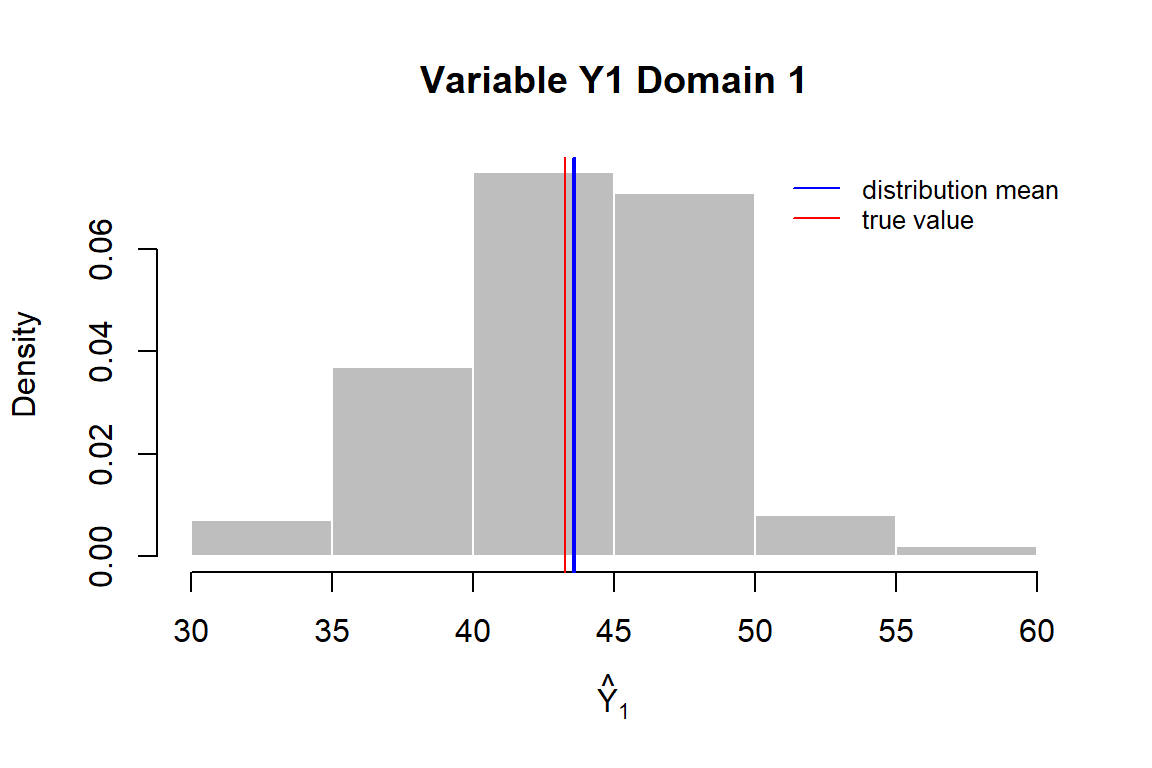 Variable Y1 Domain 1
distribution mean
true value
Density
0.06
0.04
0.02
0.00
30 35 40 45 50 55 60
Ŷ₁